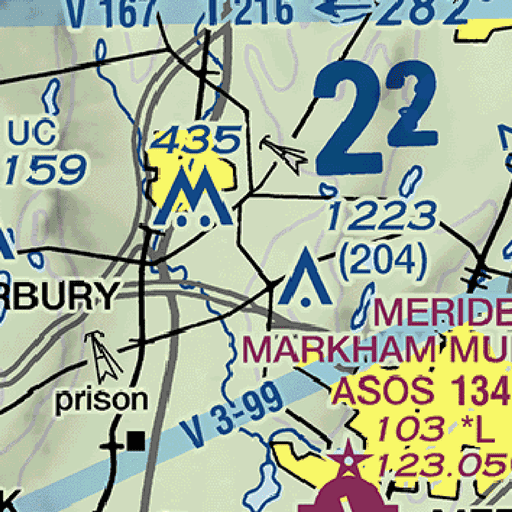 V 167 T 216 282°
22
UC
159
435
1223
(204)
RBURY
MERIDE
MARKHAM MU
ASOS 134
prison
103 *L
V 3-99
123.05